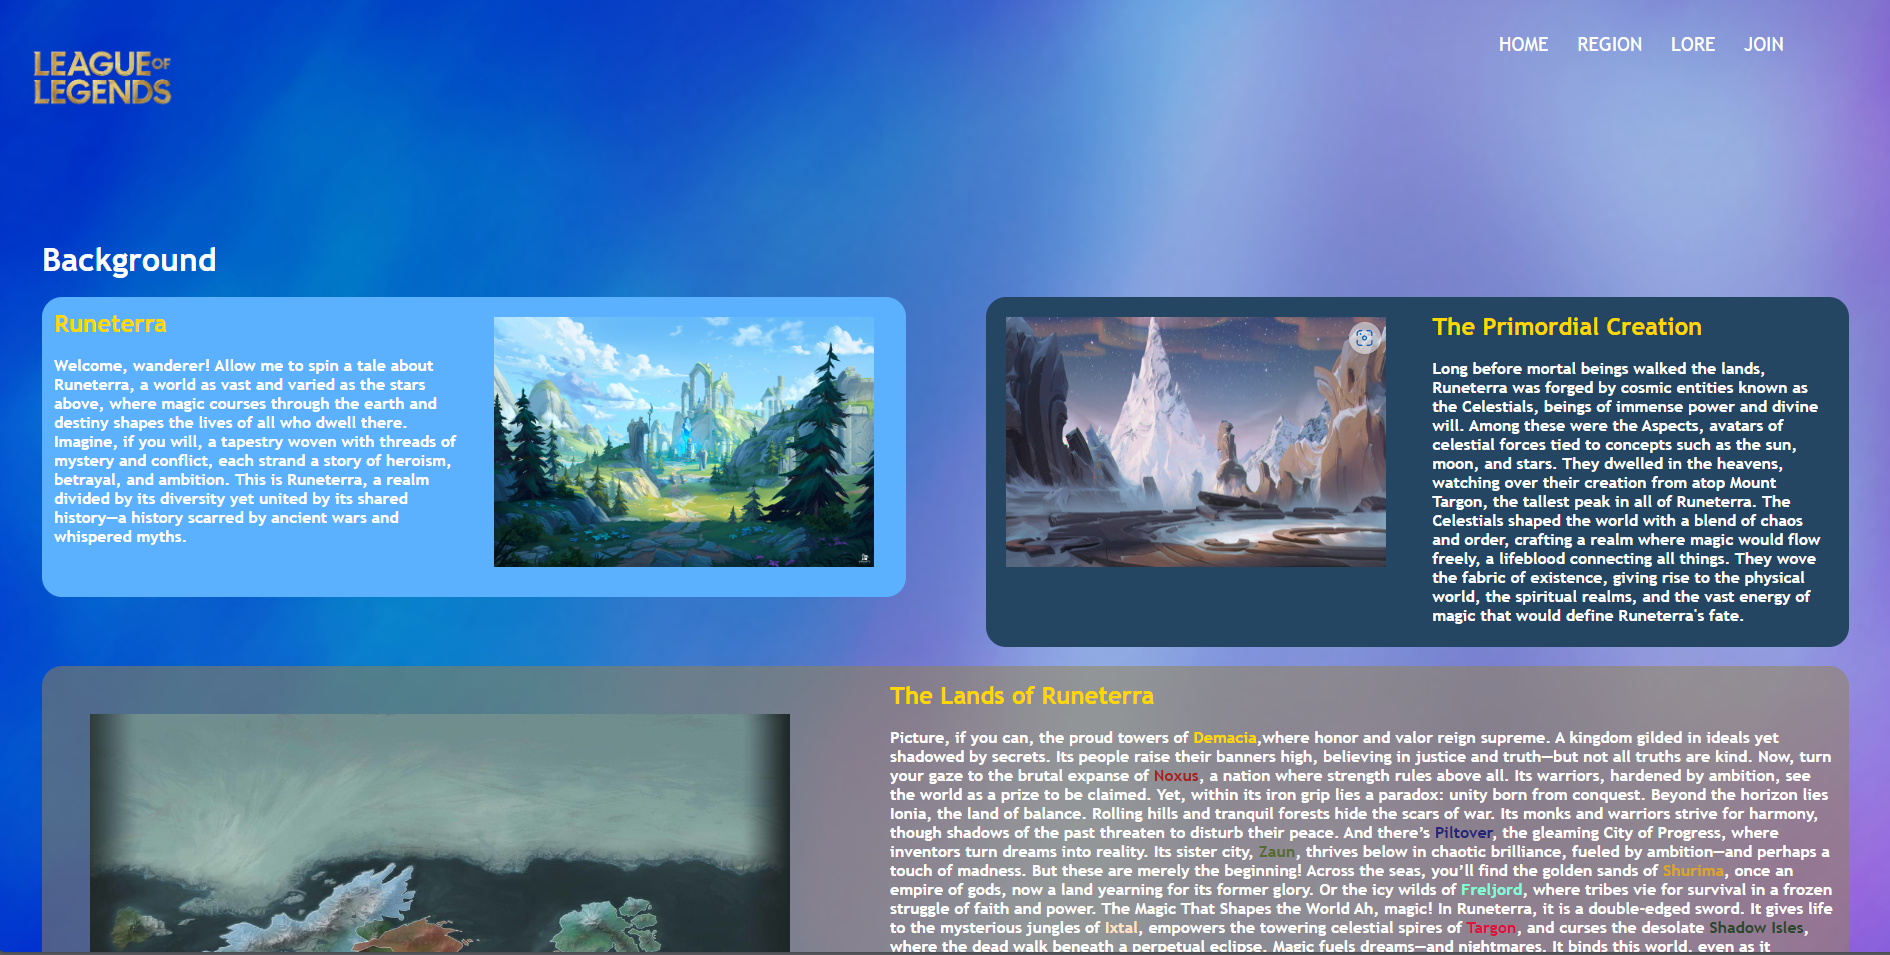 LEAGUE OF
LEGENDS
HOME REGION LORE JOIN
Background
Runeterra
Welcome, wanderer! Allow me to spin a tale about
Runeterra, a world as vast and varied as the stars
above, where magic courses through the earth and
destiny shapes the lives of all who dwell there.
Imagine, if you will, a tapestry woven with threads of
mystery and conflict, each strand a story of heroism,
betrayal, and ambition. This is Runeterra, a realm
divided by its diversity yet united by its shared
history—a history scarred by ancient wars and
whispered myths.
The Primordial Creation
Long before mortal beings walked the lands,
Runeterra was forged by cosmic entities known as
the Celestials, beings of immense power and divine
will. Among these were the Aspects, avatars of
celestial forces tied to concepts such as the sun,
moon, and stars. They dwelled in the heavens,
watching over their creation from atop Mount
Targon, the tallest peak in all of Runeterra. The
Celestials shaped the world with a blend of chaos
and order, crafting a realm where magic would flow
freely, a lifeblood connecting all things. They wove
the fabric of existence, giving rise to the physical
world, the spiritual realms, and the vast energy of
magic that would define Runeterra's fate.
The Lands of Runeterra
Picture, if you can, the proud towers of Demacia,where honor and valor reign supreme. A kingdom gilded in ideals yet
shadowed by secrets. Its people raise their banners high, believing in justice and truth—but not all truths are kind. Now, turn
your gaze to the brutal expanse of Noxus, a nation where strength rules above all. Its warriors, hardened by ambition, see
the world as a prize to be claimed. Yet, within its iron grip lies a paradox: unity born from conquest. Beyond the horizon lies
Ionia, the land of balance. Rolling hills and tranquil forests hide the scars of war. Its monks and warriors strive for harmony,
though shadows of the past threaten to disturb their peace. And there’s Piltover, the gleaming City of Progress, where
inventors turn dreams into reality. Its sister city, Zaun, thrives below in chaotic brilliance, fueled by ambition—and perhaps a
touch of madness. But these are merely the beginning! Across the seas, you’ll find the golden sands of Shurima, once an
empire of gods, now a land yearning for its former glory. Or the icy wilds of Freljord, where tribes vie for survival in a frozen
struggle of faith and power. The Magic That Shapes the World Ah, magic! In Runeterra, it is a double-edged sword. It gives life
to the mysterious jungles of Ixtal, empowers the towering celestial spires of Targon, and curses the desolate Shadow Isles,
where the dead walk beneath a perpetual eclipse. Magic fuels dreams—and nightmares. It binds this world, even as it